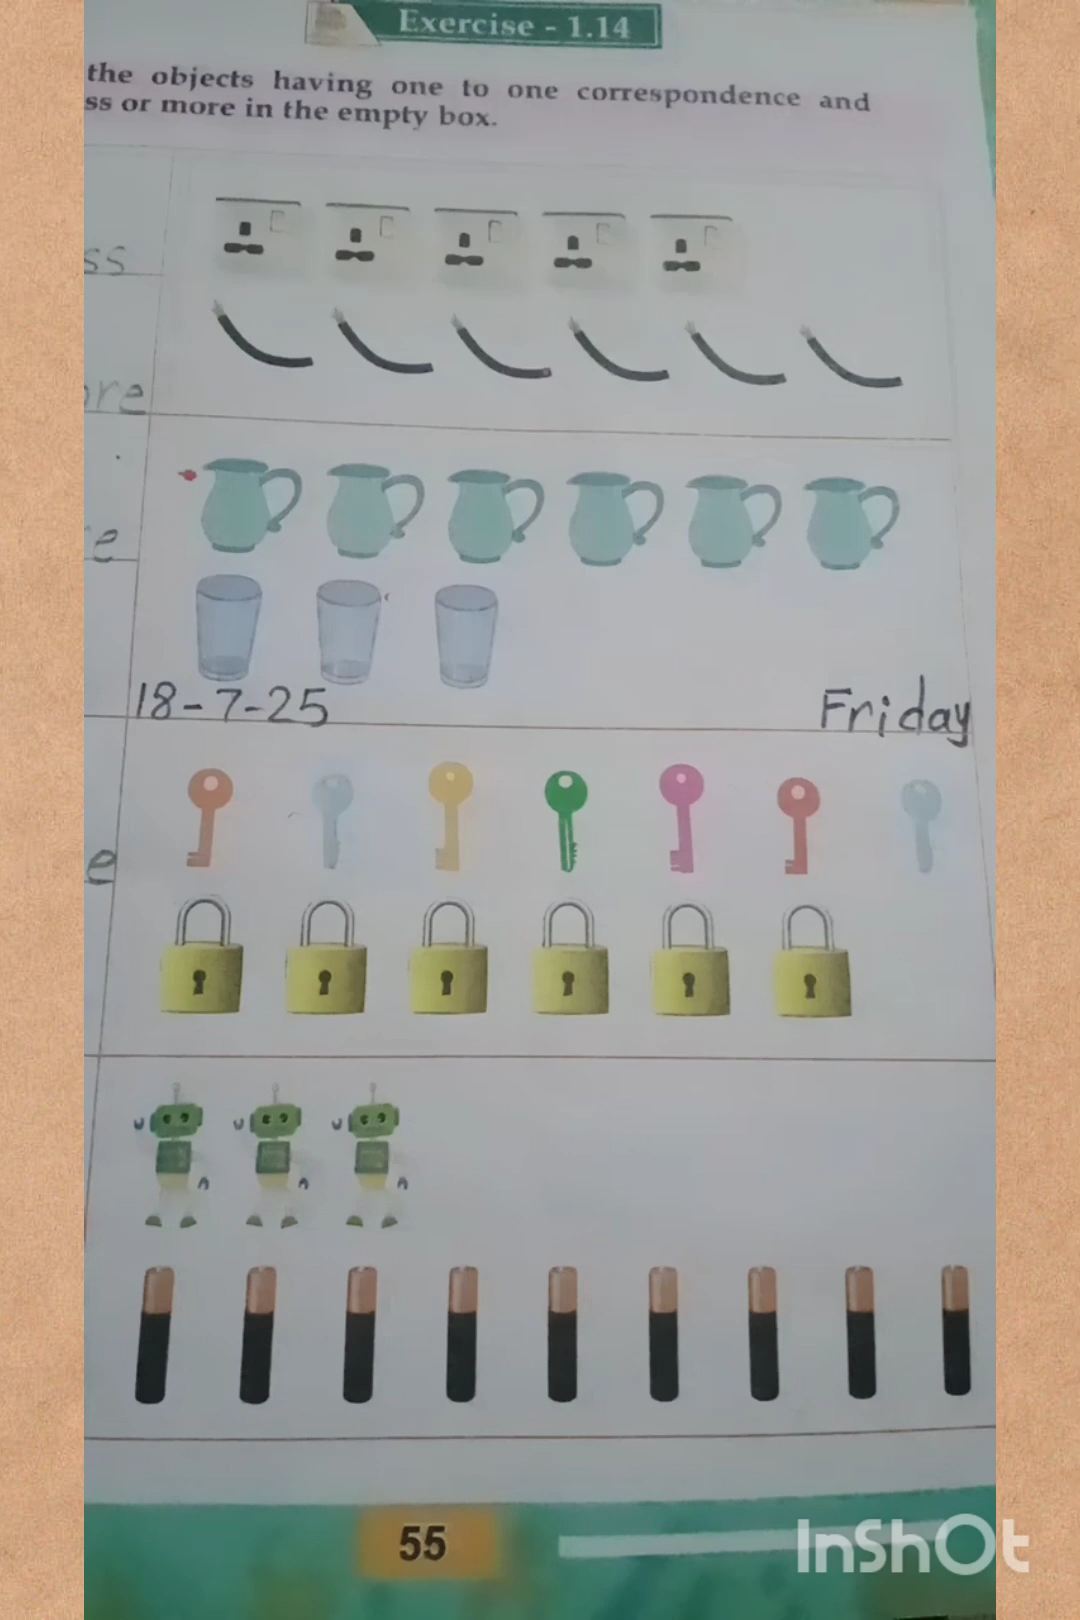 Exercise - 1.14
the objects having one to one correspondence and
ss or more in the empty box.
ss
ore
e
18-7-25
Friday
e
55
InShOt